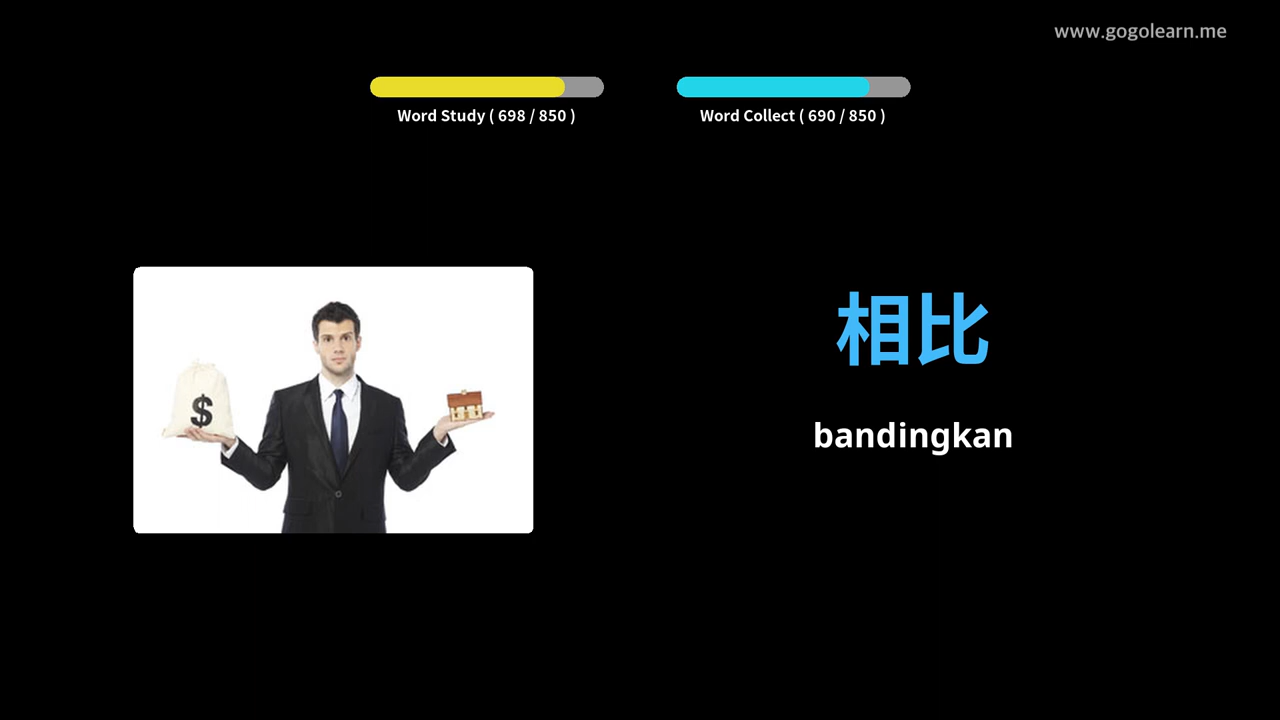 www.gogolearn.me
Word Study ( 698 / 850 )
Word Collect ( 690 / 850 )
$
相比
bandingkan